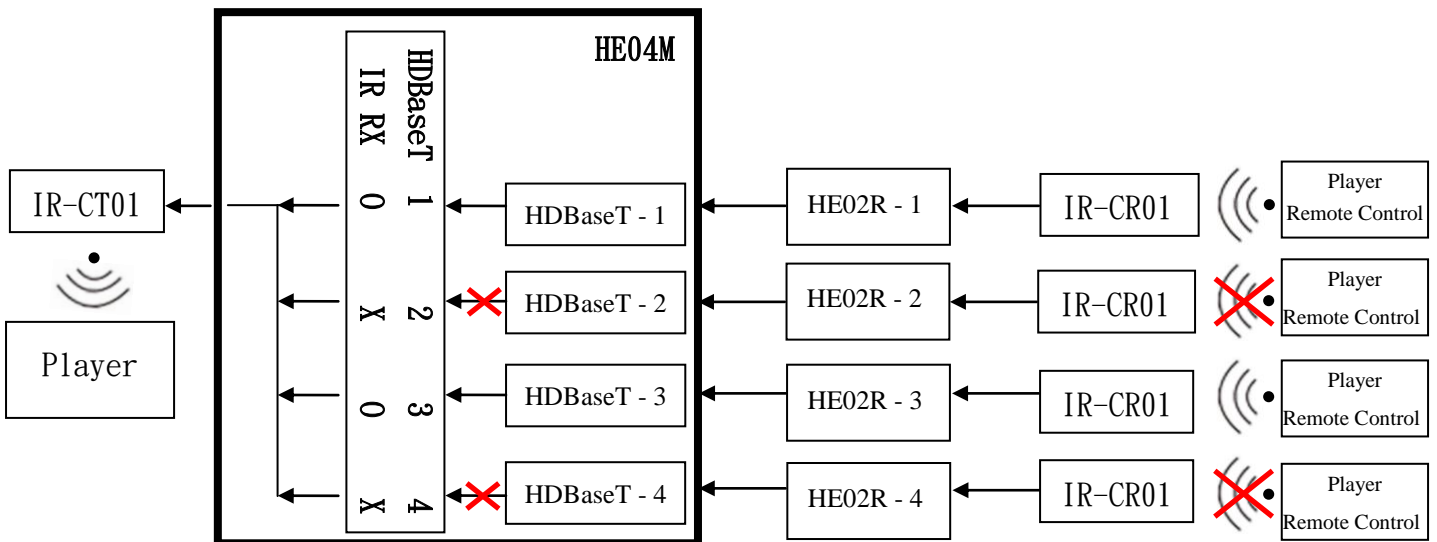 HE04M
HDBaseT 1 2 3 4
IR RX O X O X
IR-CT01
Player
HDBaseT - 1
HE02R - 1
IR-CR01
Player
Remote Control
HDBaseT - 2
HE02R - 2
IR-CR01
Player
Remote Control
HDBaseT - 3
HE02R - 3
IR-CR01
Player
Remote Control
HDBaseT - 4
HE02R - 4
IR-CR01
Player
Remote Control